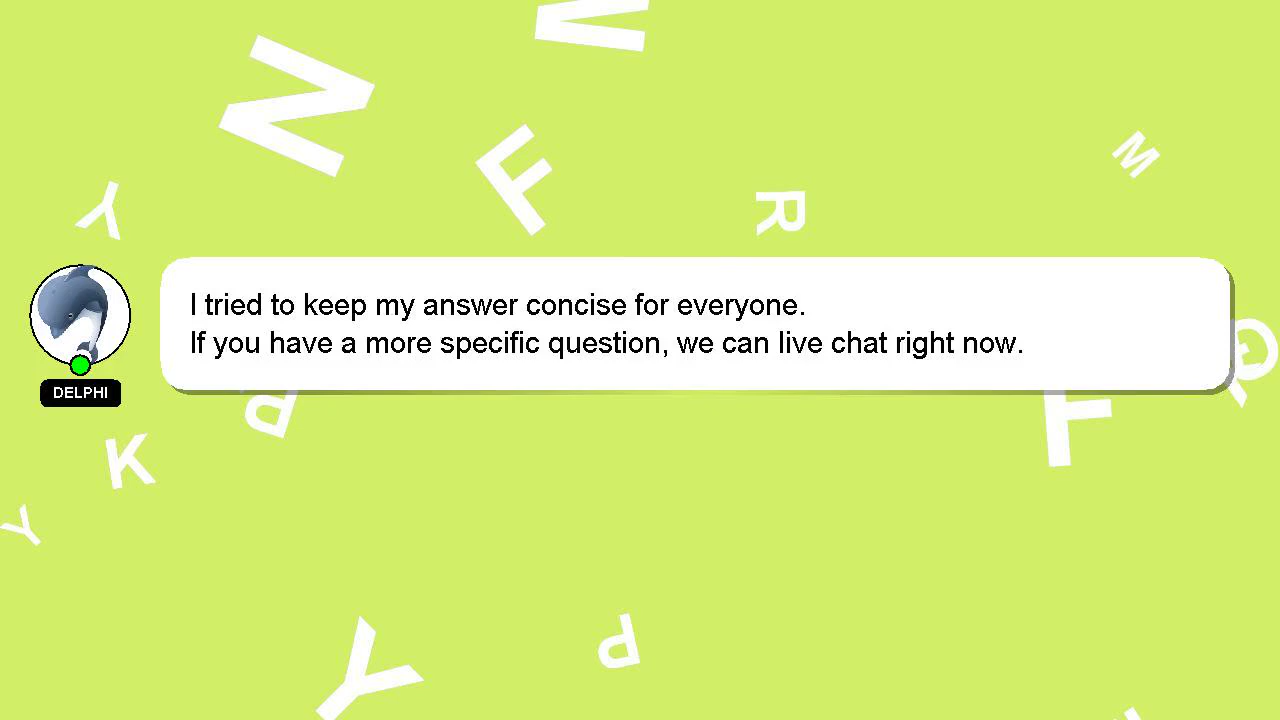 I tried to keep my answer concise for everyone.
If you have a more specific question, we can live chat right now.
DELPHI
N
F
Y
R
M
R
K
Y
F
Y
P